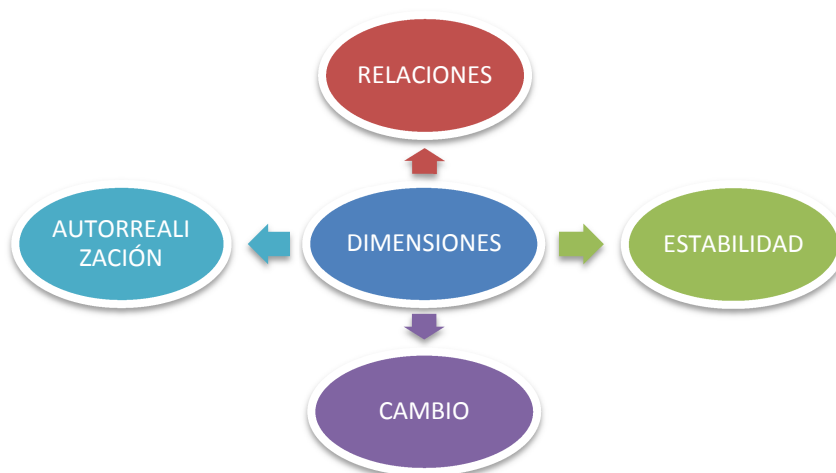 RELACIONES
AUTORREALI
ZACIÓN
DIMENSIONES
ESTABILIDAD
CAMBIO